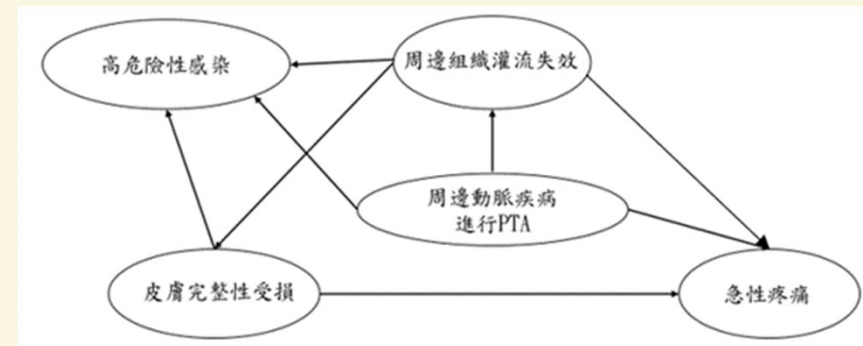 高危險性感染
周邊組織灌流失效
周邊動脈疾病
進行PTA
皮膚完整性受損
急性疼痛